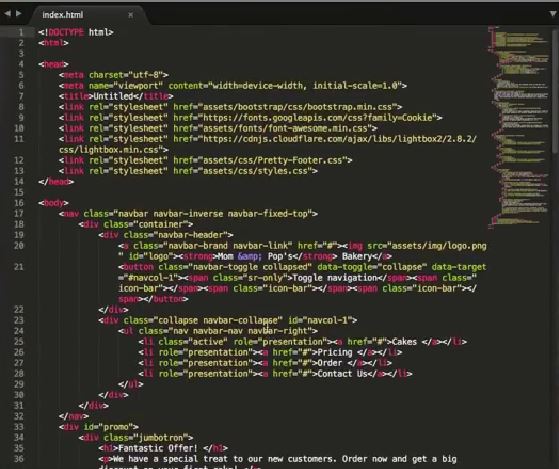 index.html
1 <!DOCTYPE html>
2 <html>
3
4 <head>
5 <meta charset="utf-8">
6 <meta name="viewport" content="width=device-width, initial-scale=1.0">
7 <title>Untitled</title>
8 <link rel="stylesheet" href="assets/bootstrap/css/bootstrap.min.css">
9 <link rel="stylesheet" href="https://fonts.googleapis.com/css?family=Cookie">
10 <link rel="stylesheet" href="assets/fonts/font-awesome.min.css">
11 <link rel="stylesheet" href="https://cdnjs.cloudflare.com/ajax/libs/lightbox2/2.8.2/
css/lightbox.min.css">
12 <link rel="stylesheet" href="assets/css/Pretty-Footer.css">
13 <link rel="stylesheet" href="assets/css/styles.css">
14 </head>
15
16 <body>
17 <nav class="navbar navbar-inverse navbar-fixed-top">
18 <div class="container">
19 <div class="navbar-header">
20 <a class="navbar-brand navbar-link" href="#"><img src="assets/img/logo.png
" id="logo"><strong>Mom &amp; Pop's</strong> Bakery</a>
21 <button class="navbar-toggle collapsed" data-toggle="collapse" data-target
="#navcol-1"><span class="sr-only">Toggle navigation</span><span class="
icon-bar"></span><span class="icon-bar"></span><span class="icon-bar"></
span></button>
22 </div>
23 <div class="collapse navbar-collapse" id="navcol-1">
24 <ul class="nav navbar-nav navbar-right">
25 <li class="active" role="presentation"><a href="#">Cakes </a></li>
26 <li role="presentation"><a href="#">Pricing </a></li>
27 <li role="presentation"><a href="#">Order </a></li>
28 <li role="presentation"><a href="#">Contact Us</a></li>
29 </ul>
30 </div>
31 </div>
32 </nav>
33 <div id="promo">
34 <div class="jumbotron">
35 <h1>Fantastic Offer! </h1>
36 <p>We have a special treat to our new customers. Order now and get a big